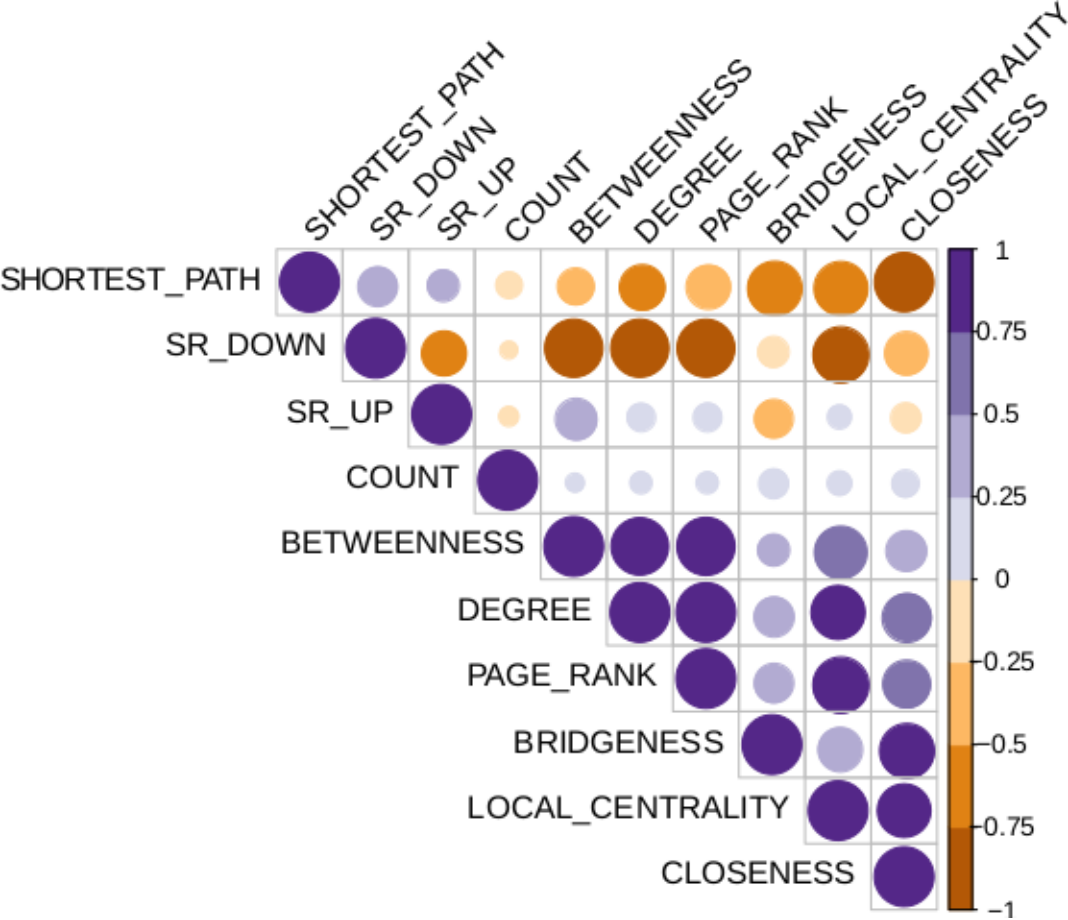 SHORTEST_PATH
SR_DOWN
SR_UP
COUNT
BETWEENNESS
DEGREE
PAGE_RANK
BRIDGENESS
LOCAL_CENTRALITY
CLOSENESS
SHORTEST_PATH
SR_DOWN
SR_UP
COUNT
BETWEENNESS
DEGREE
PAGE_RANK
BRIDGENESS
LOCAL_CENTRALITY
CLOSENESS
1
0.75
0.5
0.25
0
-0.25
-0.5
-0.75
-1